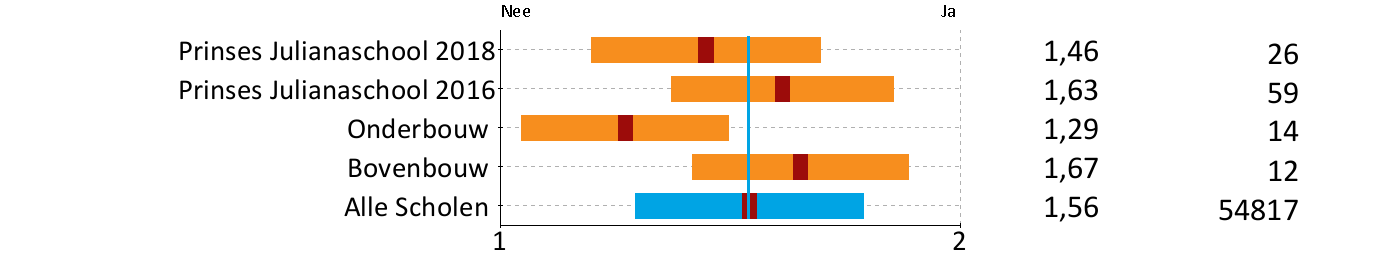 Nee Ja
Prinses Julianaschool 2018 1,46 26
Prinses Julianaschool 2016 1,63 59
Onderbouw 1,29 14
Bovenbouw 1,67 12
Alle Scholen 1,56 54817
1 2